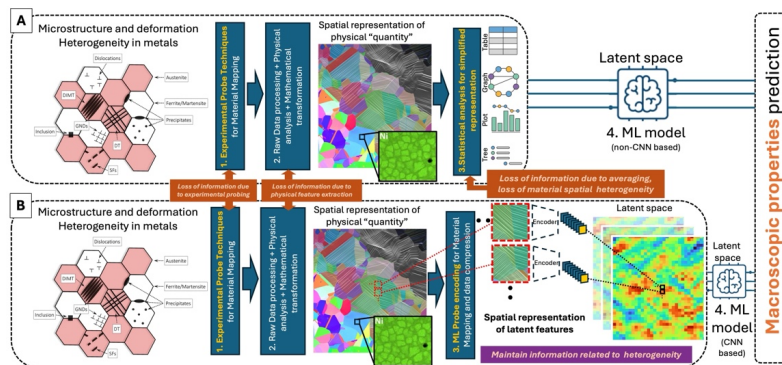 A
Microstructure and deformation
Heterogeneity in metals
Dislocations
Austenite
DIMT
Ferrite/Martensite
Precipitates
GNDs
Inclusion
DT
SFs
1. Experimental Probe Techniques
for Material Mapping
2. Raw Data processing + Physical
analysis + Mathematical
transformation
Spatial representation of
physical “quantity”
Ni
3.Statistical analysis for simplified
representation
Table
Graph
Plot
Tree
Latent space
4. ML model
(non-CNN based)
Macroscopic properties prediction
Loss of information due
to experimental probing
Loss of information due to
physical feature extraction
Loss of information due to averaging,
loss of material spatial heterogeneity
B
Microstructure and deformation
Heterogeneity in metals
Dislocations
Austenite
DIMT
Ferrite/Martensite
Precipitates
GNDs
Inclusion
DT
SFs
1. Experimental Probe Techniques
for Material Mapping
2. Raw Data processing + Physical
analysis + Mathematical
transformation
Spatial representation of
physical “quantity”
Ni
3. ML Probe encoding for Material
Mapping and data compression
Encoder
Encoder
Spatial representation
of latent features
Latent space
Maintain information related to heterogeneity
Latent
space
4. ML
model
(CNN
based)